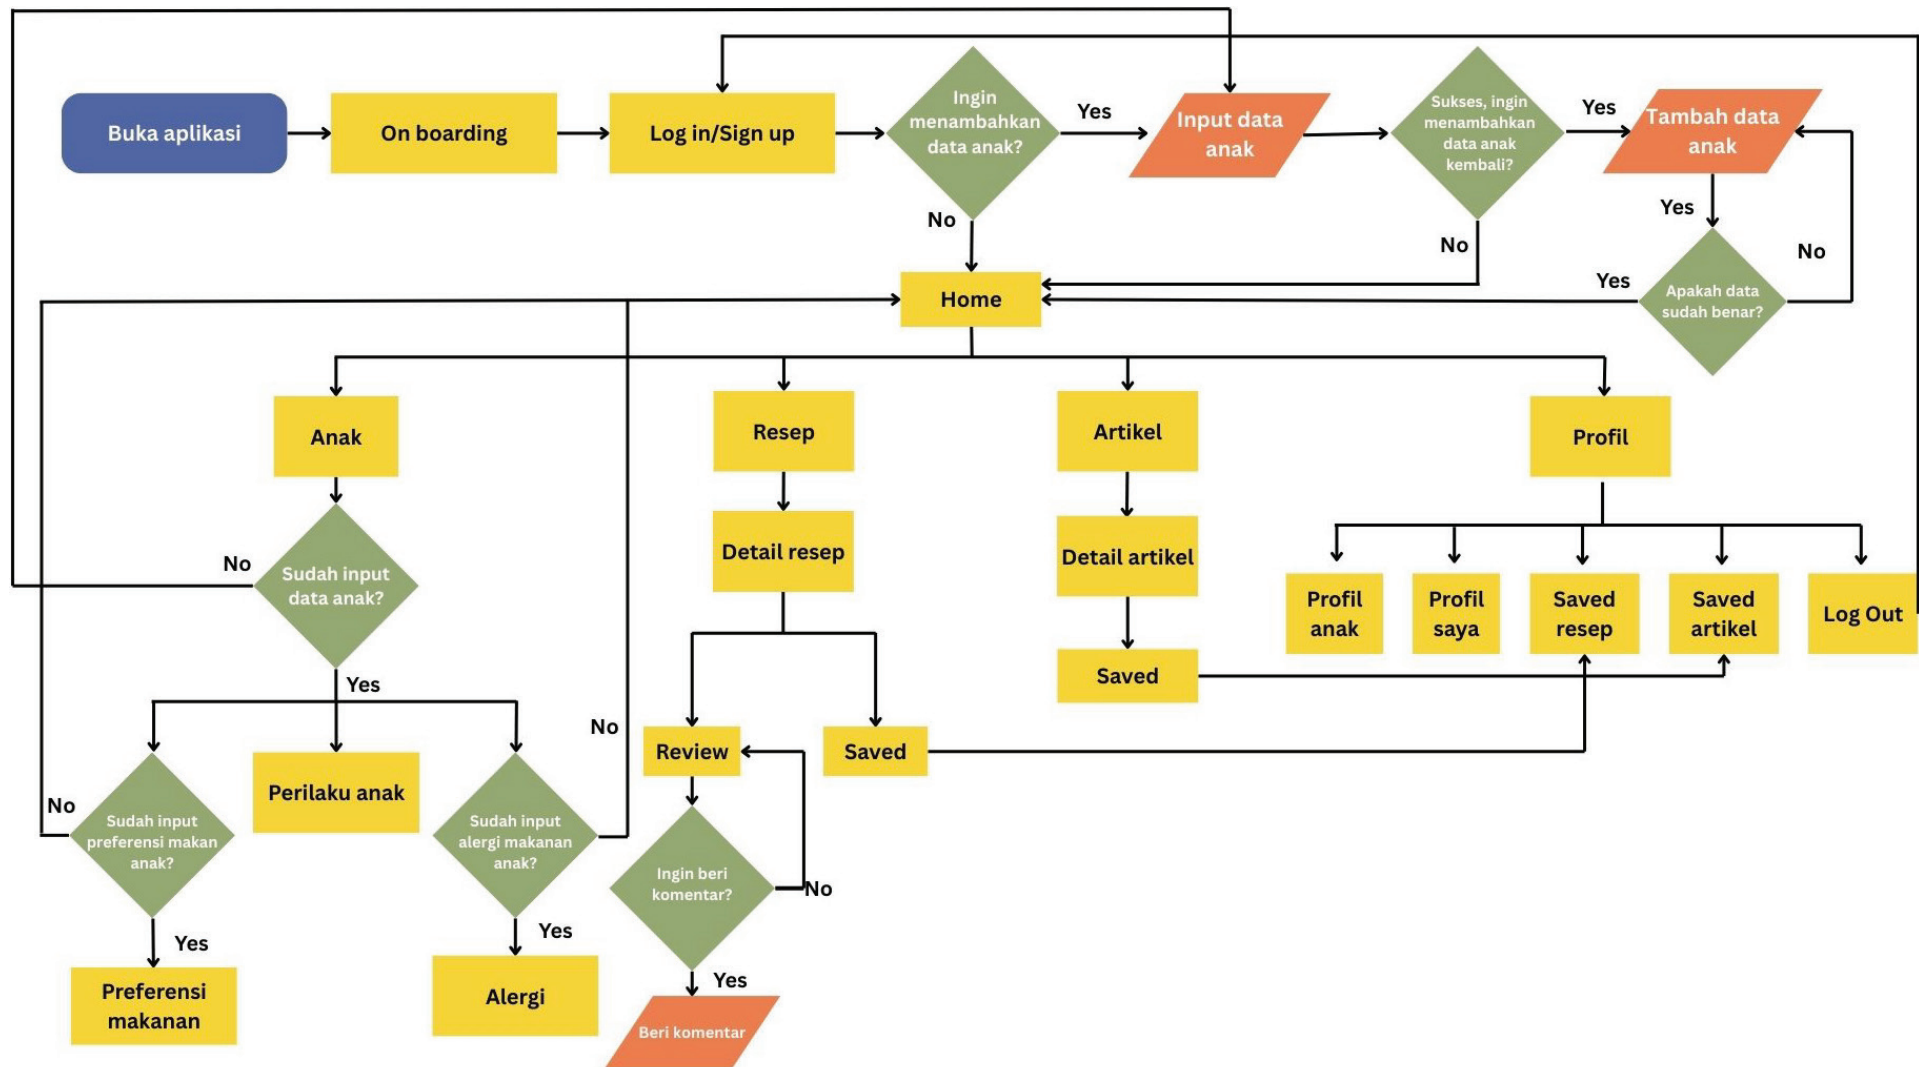 Buka aplikasi
On boarding
Log in/Sign up
Ingin
menambahkan
data anak?
Yes
Input data
anak
Sukses, ingin
menambahkan
data anak
kembali?
Yes
Tambah data
anak
No
No
Yes
No
Yes
Apakah data
sudah benar?
Home
Anak
Resep
Artikel
Profil
No
Sudah input
data anak?
Detail resep
Detail artikel
Profil
anak
Profil
saya
Saved
resep
Saved
artikel
Log Out
Yes
Saved
No
Review
Saved
No
Sudah input
preferensi makan
anak?
Perilaku anak
Sudah input
alergi makanan
anak?
Ingin beri
komentar?
No
Yes
Yes
Yes
Preferensi
makanan
Alergi
Beri komentar